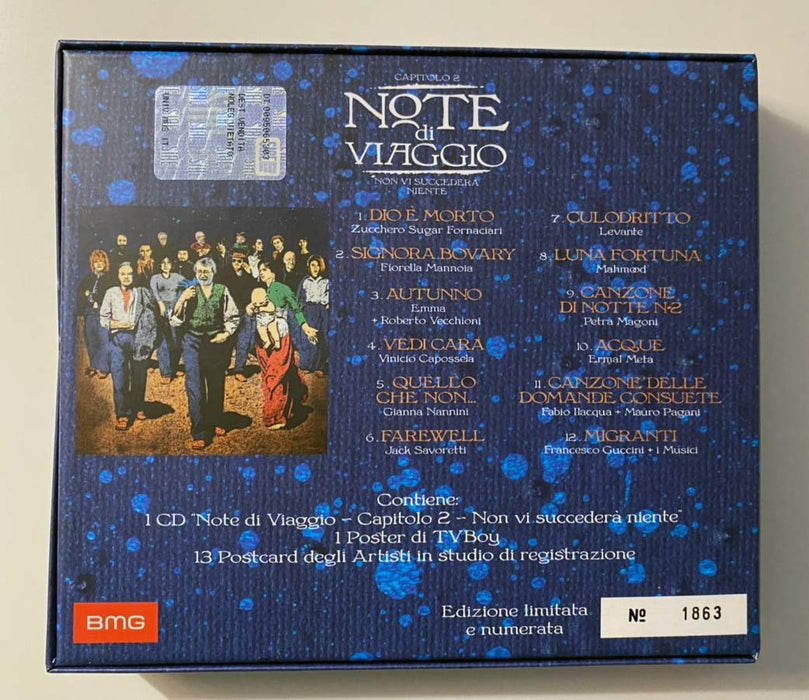 CAPITOLO 2
NOTE
di
VIAGGIO
NON VI SUCCEDERÀ
NIENTE
1. DIO È MORTO
Zucchero Sugar Fornaciari
2. SIGNORA BOVARY
Fiorella Mannoia
3. AUTUNNO
Emma
+ Roberto Vecchioni
4. VEDI CARA
Vinicio Capossela
5. QUELLO
CHE NON...
Gianna Nannini
6. FAREWELL
Jack Savoretti
7. CULODRITTO
Levante
8. LUNA FORTUNA
Mahmood
9. CANZONE
DI NOTTE N.2
Petra Magoni
10. ACQUE
Ermal Meta
11. CANZONE DELLE
DOMANDE CONSUETE
Fabio Ilacqua + Mauro Pagani
12. MIGRANTI
Francesco Guccini + i Musici
Contiene:
1 CD "Note di Viaggio – Capitolo 2 – Non vi succederà niente"
1 Poster di TVBoy
13 Postcard degli Artisti in studio di registrazione
BMG
Edizione limitata
e numerata
Nº 1863